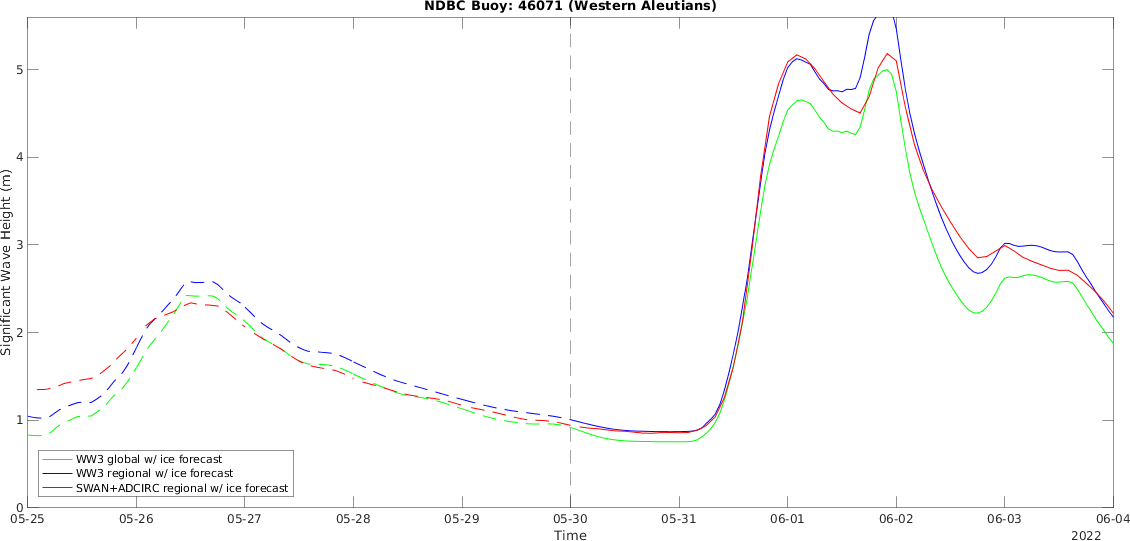 NDBC Buoy: 46071 (Western Aleutians)
Significant Wave Height (m)
5
4
3
2
1
0
WW3 global w/ ice forecast
WW3 regional w/ ice forecast
SWAN+ADCIRC regional w/ ice forecast
05-25 05-26 05-27 05-28 05-29 05-30 05-31 06-01 06-02 06-03 06-04
Time
2022